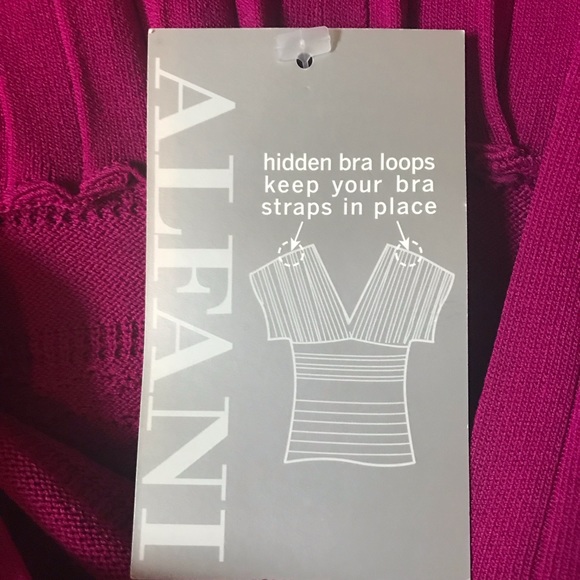 ALFANI
hidden bra loops
keep your bra
straps in place